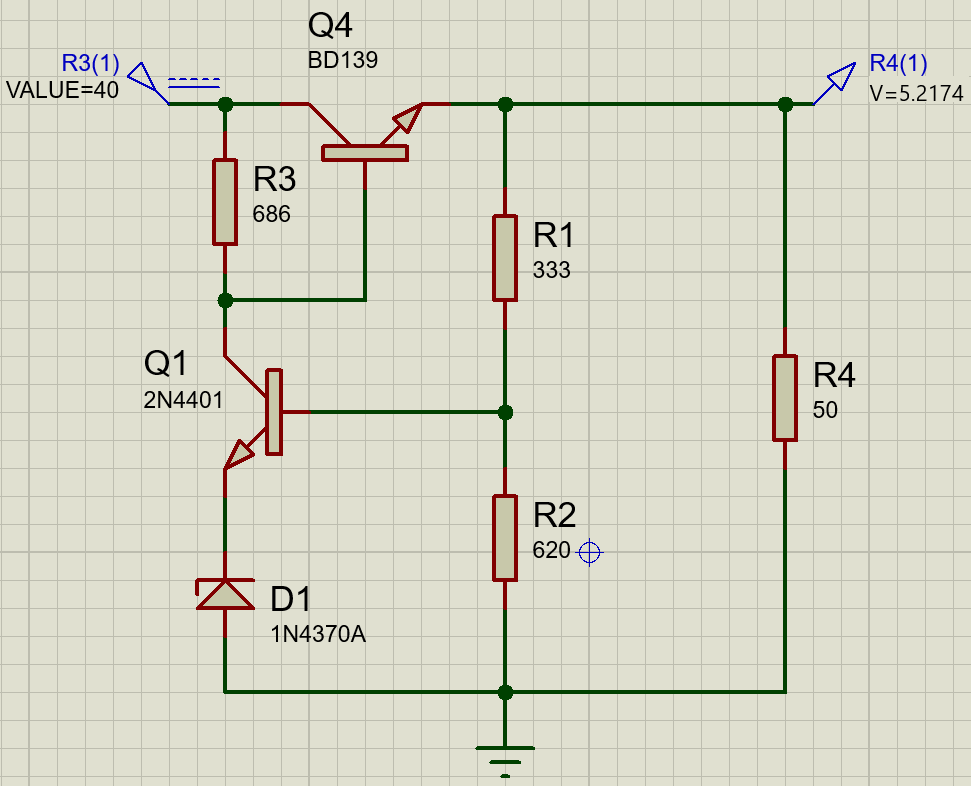 Q4
BD139
R3(1)
VALUE=40
R4(1)
V=5.2174
R3
686
R1
333
Q1
2N4401
R4
50
R2
620
D1
1N4370A